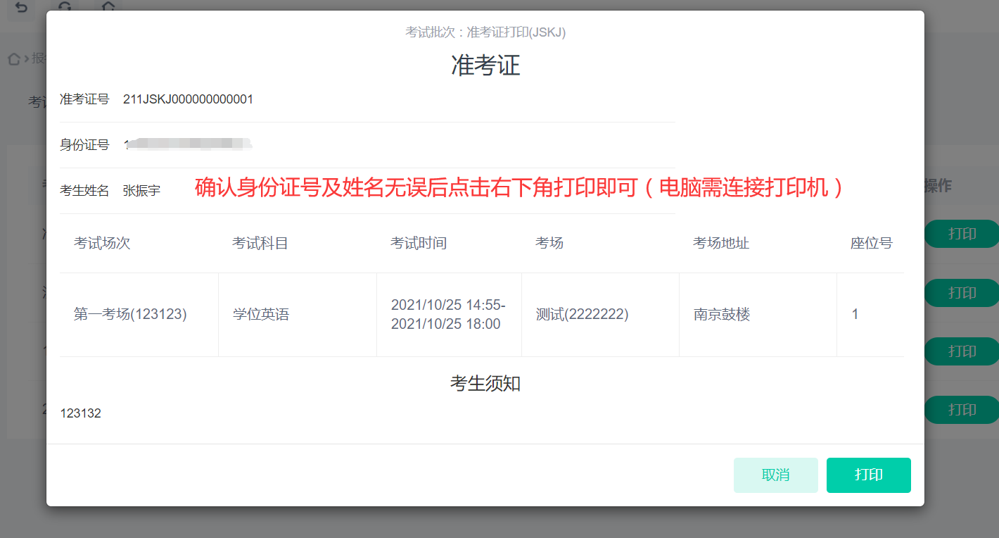 考试批次：准考证打印(JSKJ)
准考证
准考证号 211JSKJ000000000001
身份证号 1
考生姓名 张振宇
确认身份证号及姓名无误后点击右下角打印即可（电脑需连接打印机）
操作
考试场次 考试科目 考试时间 考场 考场地址 座位号
打印
打印
第一考场(123123) 学位英语 2021/10/25 14:55- 测试(2222222) 南京鼓楼 1
2021/10/25 18:00
打印
考生须知
打印
123132
取消 打印